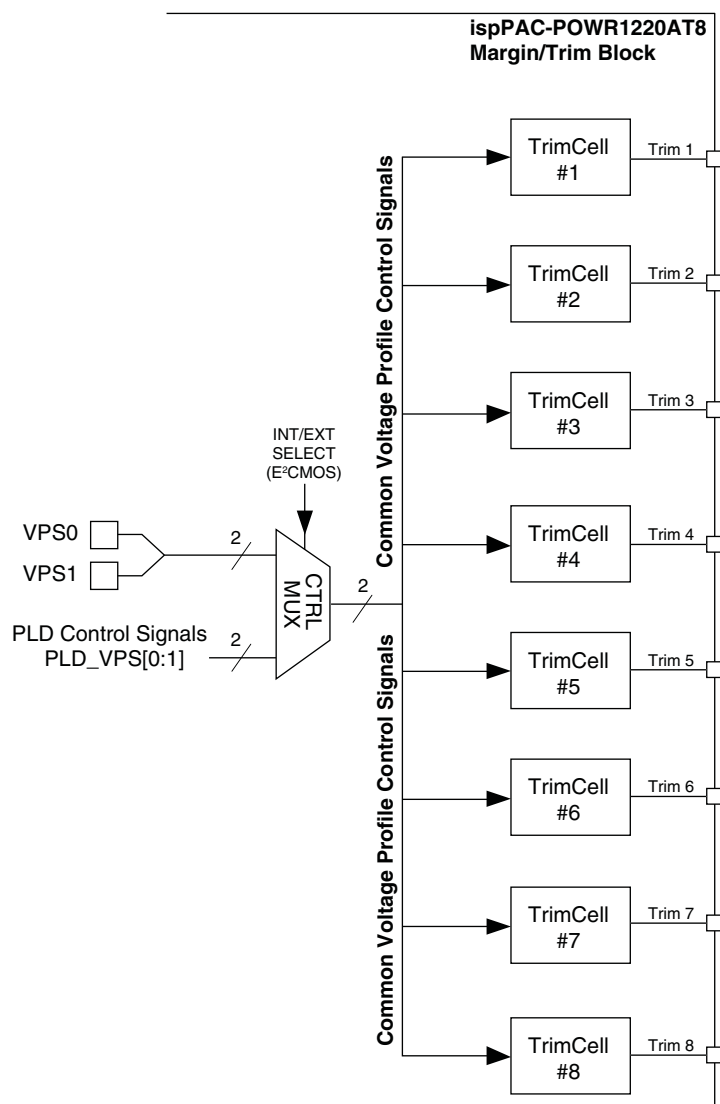 ispPAC-POWR1220AT8
Margin/Trim Block
TrimCell
#1
Trim 1
TrimCell
#2
Trim 2
TrimCell
#3
Trim 3
TrimCell
#4
Trim 4
TrimCell
#5
Trim 5
TrimCell
#6
Trim 6
TrimCell
#7
Trim 7
TrimCell
#8
Trim 8
Common Voltage Profile Control Signals
Common Voltage Profile Control Signals
INT/EXT
SELECT
(E²CMOS)
VPS0
VPS1
2
CTRL
MUX
2
PLD Control Signals
PLD_VPS[0:1]
2